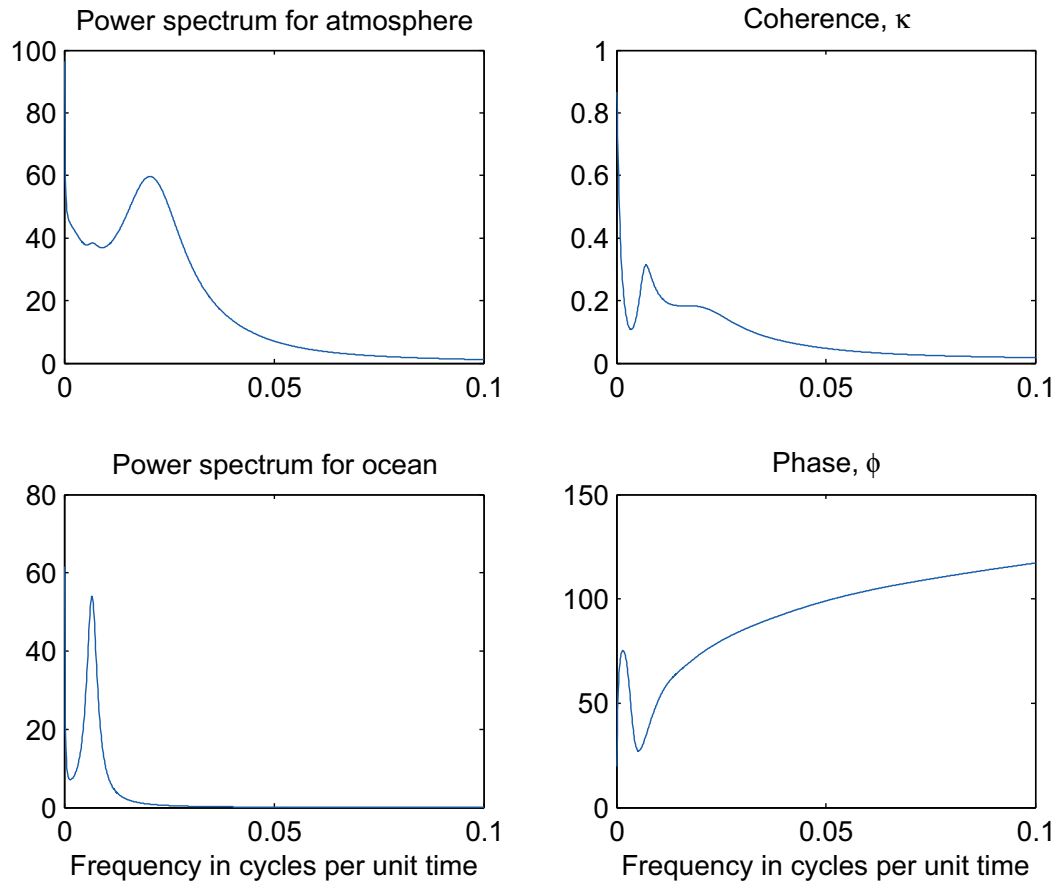 Power spectrum for atmosphere
100
80
60
40
20
0
0 0.05 0.1
Coherence, κ
1
0.8
0.6
0.4
0.2
0
0 0.05 0.1
Power spectrum for ocean
80
60
40
20
0
0 0.05 0.1
Frequency in cycles per unit time
Phase, ϕ
150
100
50
0
0 0.05 0.1
Frequency in cycles per unit time